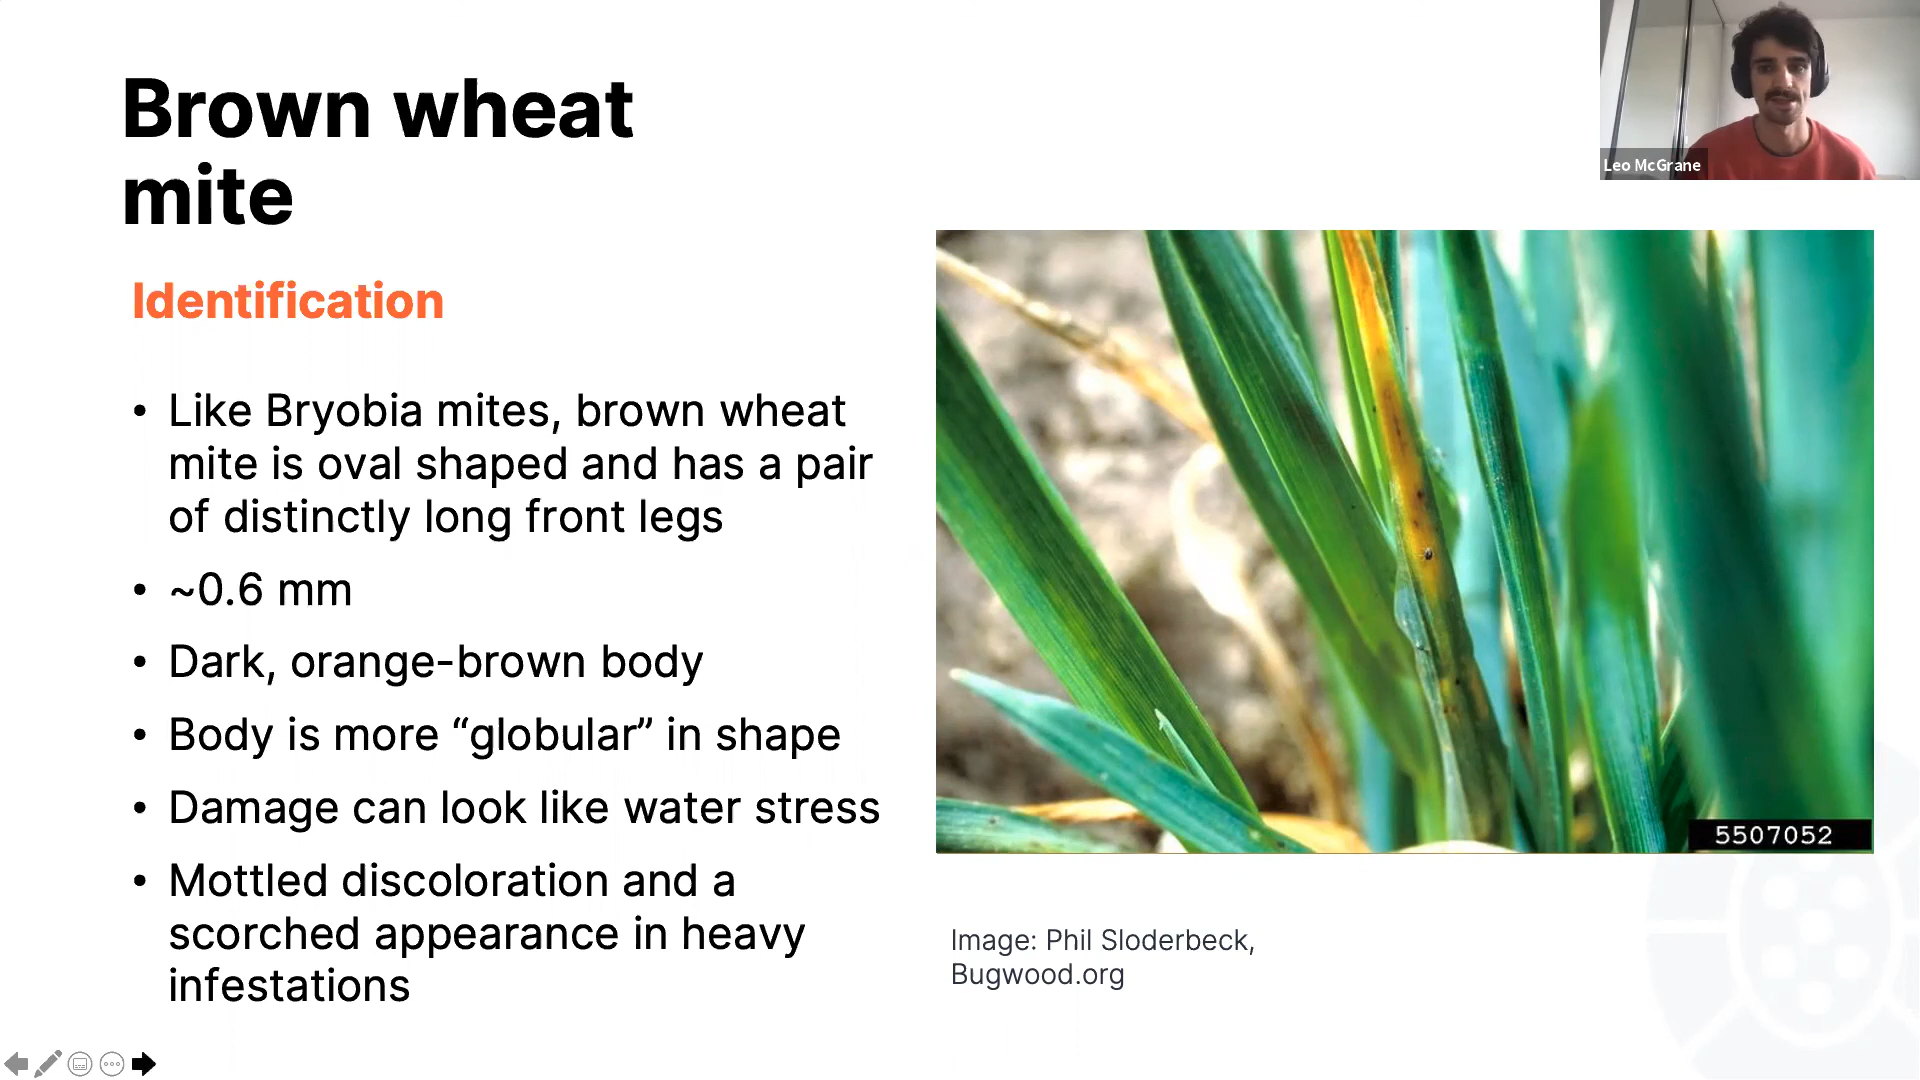 Brown wheat
mite
Leo McGrane
Identification
• Like Bryobia mites, brown wheat
mite is oval shaped and has a pair
of distinctly long front legs
• ~0.6 mm
• Dark, orange-brown body
• Body is more “globular” in shape
• Damage can look like water stress
• Mottled discoloration and a
scorched appearance in heavy
infestations
5507052
Image: Phil Sloderbeck,
Bugwood.org